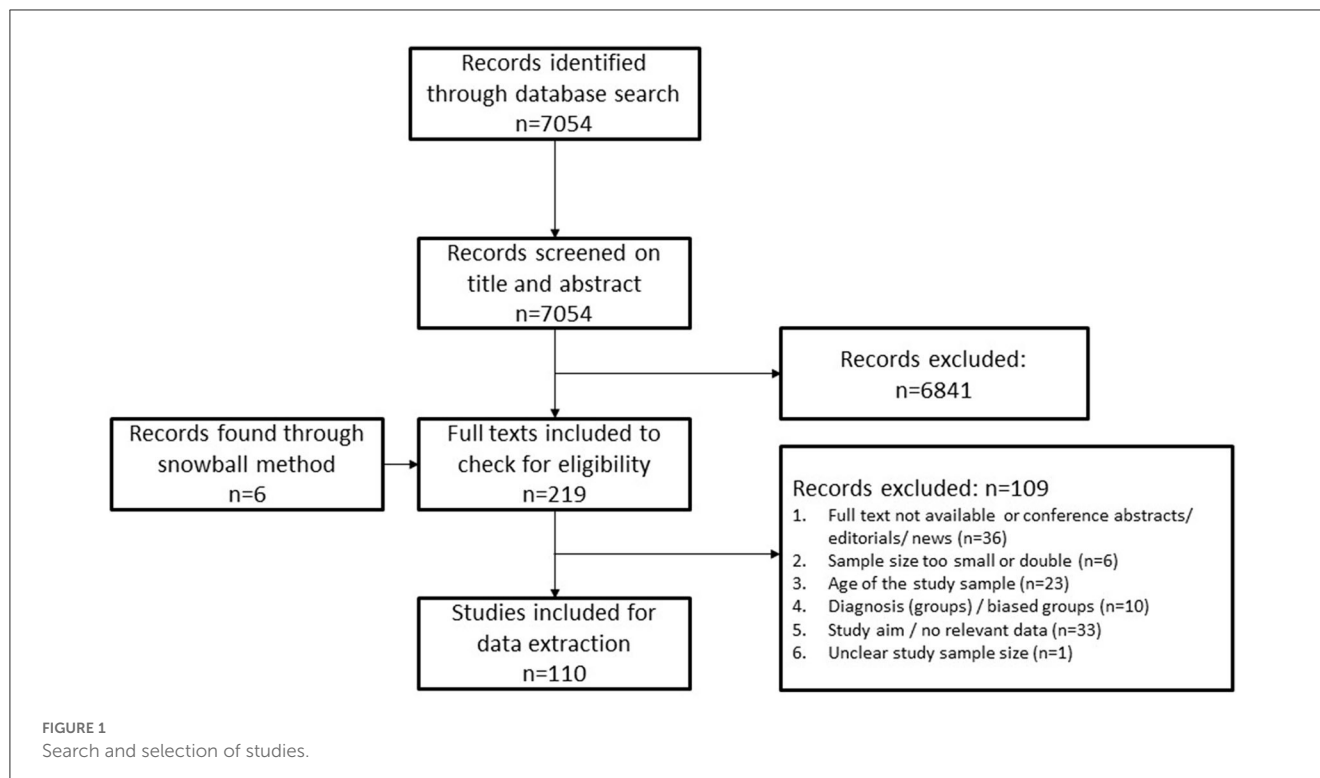 Records identified
through database search
n=7054
Records screened on
title and abstract
n=7054
Records excluded:
n=6841
Records found through
snowball method
n=6
Full texts included to
check for eligibility
n=219
Records excluded: n=109
1. Full text not available or conference abstracts/
editorials/ news (n=36)
2. Sample size too small or double (n=6)
3. Age of the study sample (n=23)
4. Diagnosis (groups) / biased groups (n=10)
5. Study aim / no relevant data (n=33)
6. Unclear study sample size (n=1)
Studies included for
data extraction
n=110
FIGURE 1
Search and selection of studies.